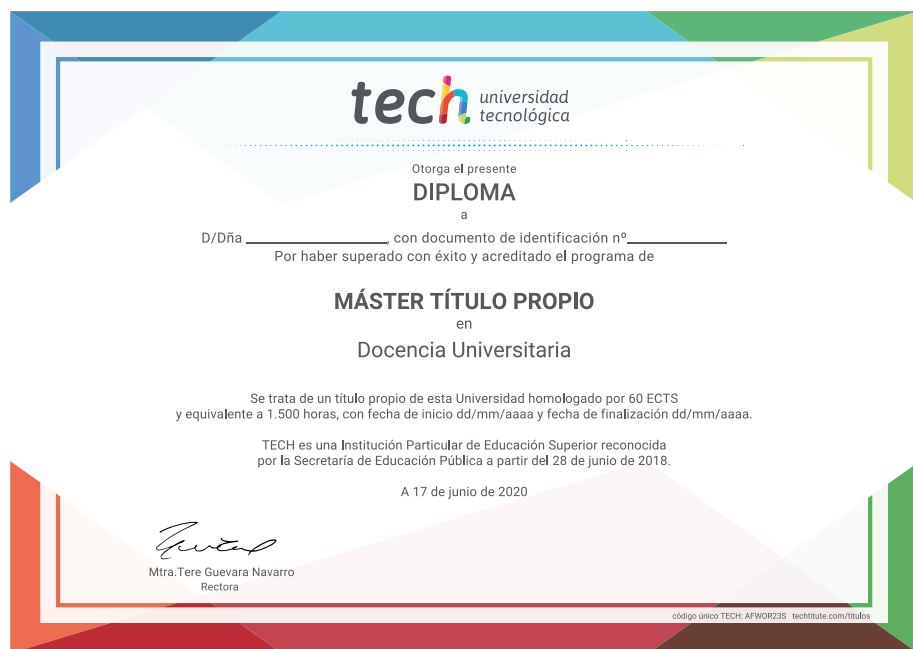 tech universidad
tecnológica
Otorga el presente
DIPLOMA
a
D/Dña ____________________, con documento de identificación nº______________
Por haber superado con éxito y acreditado el programa de
MÁSTER TÍTULO PROPIO
en
Docencia Universitaria
Se trata de un título propio de esta Universidad homologado por 60 ECTS
y equivalente a 1.500 horas, con fecha de inicio dd/mm/aaaa y fecha de finalización dd/mm/aaaa.
TECH es una Institución Particular de Educación Superior reconocida
por la Secretaría de Educación Pública a partir del 28 de junio de 2018.
A 17 de junio de 2020
Mtra.Tere Guevara Navarro
Rectora
código único TECH: AFWOR23S techtitute.com/titulos